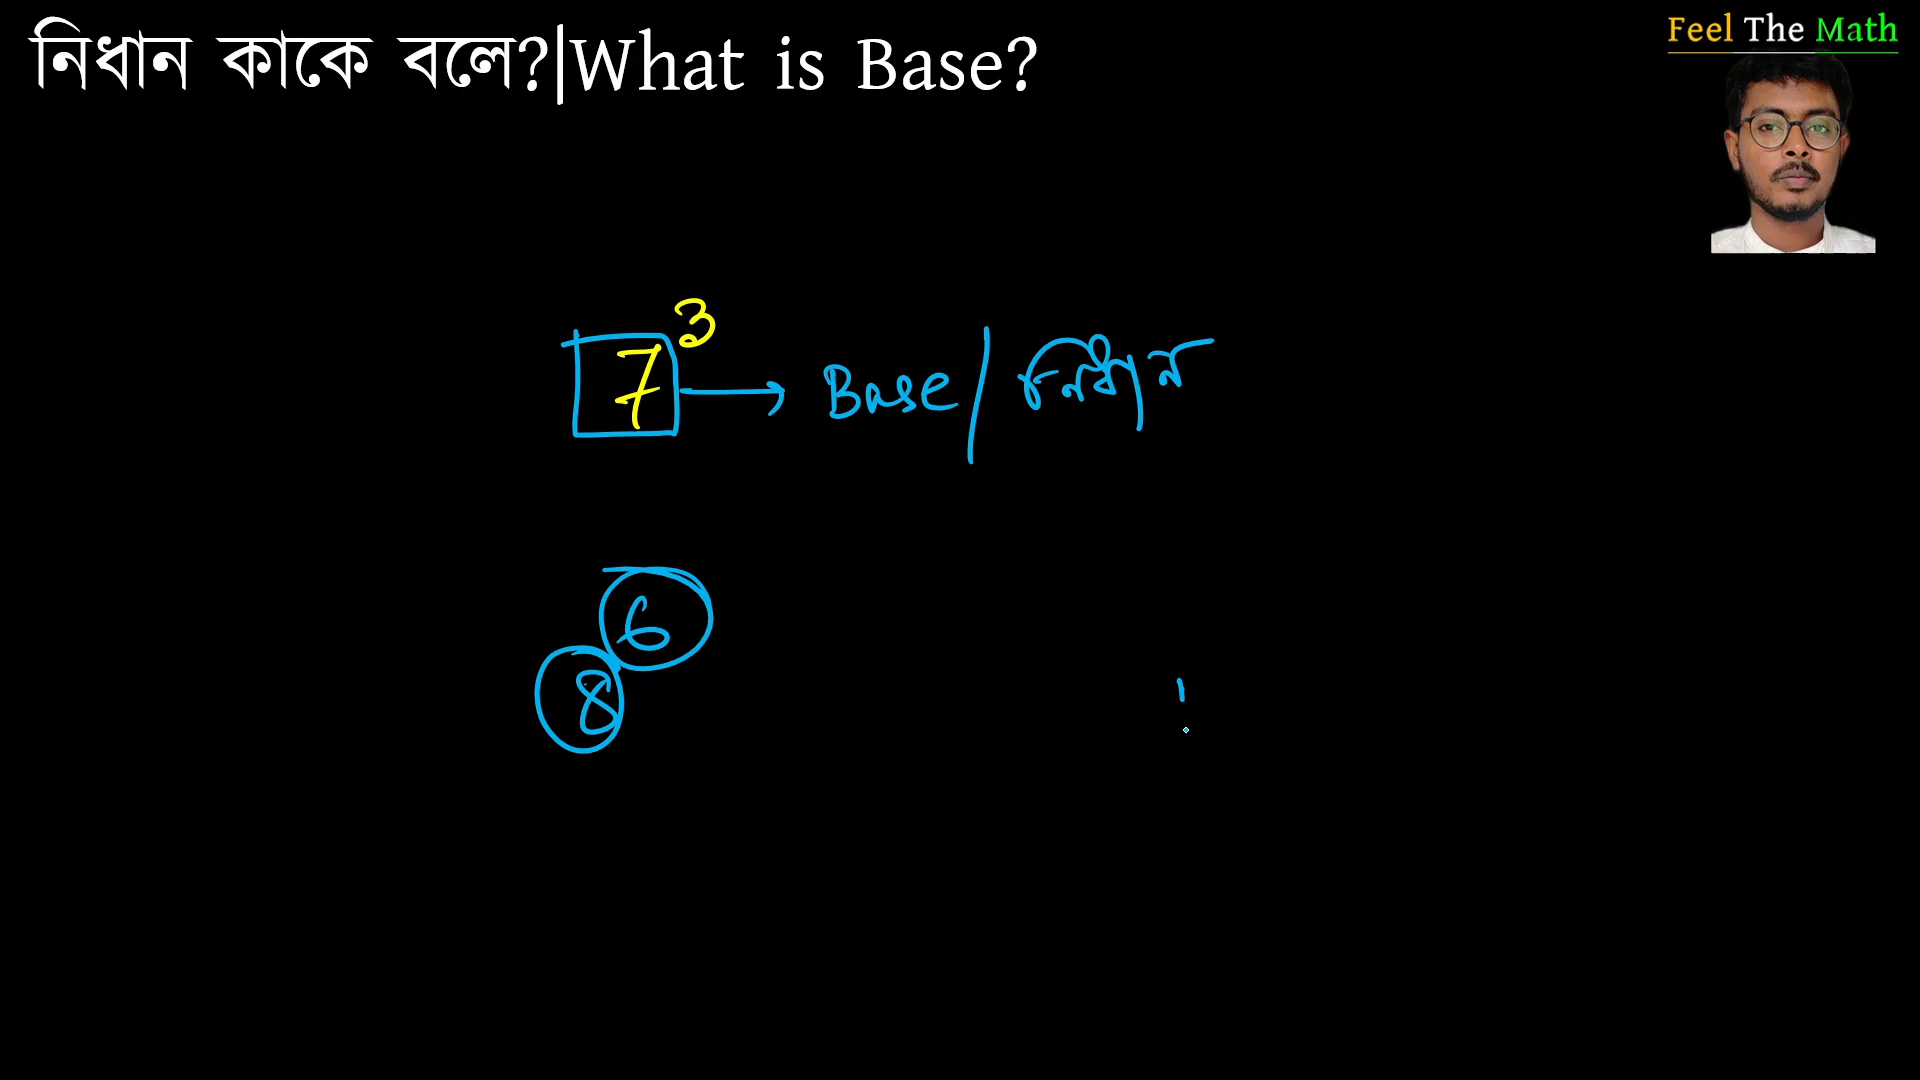 নিধান কাকে বলে?|What is Base?
Feel The Math
7³ → Base / নিধান
8⁶